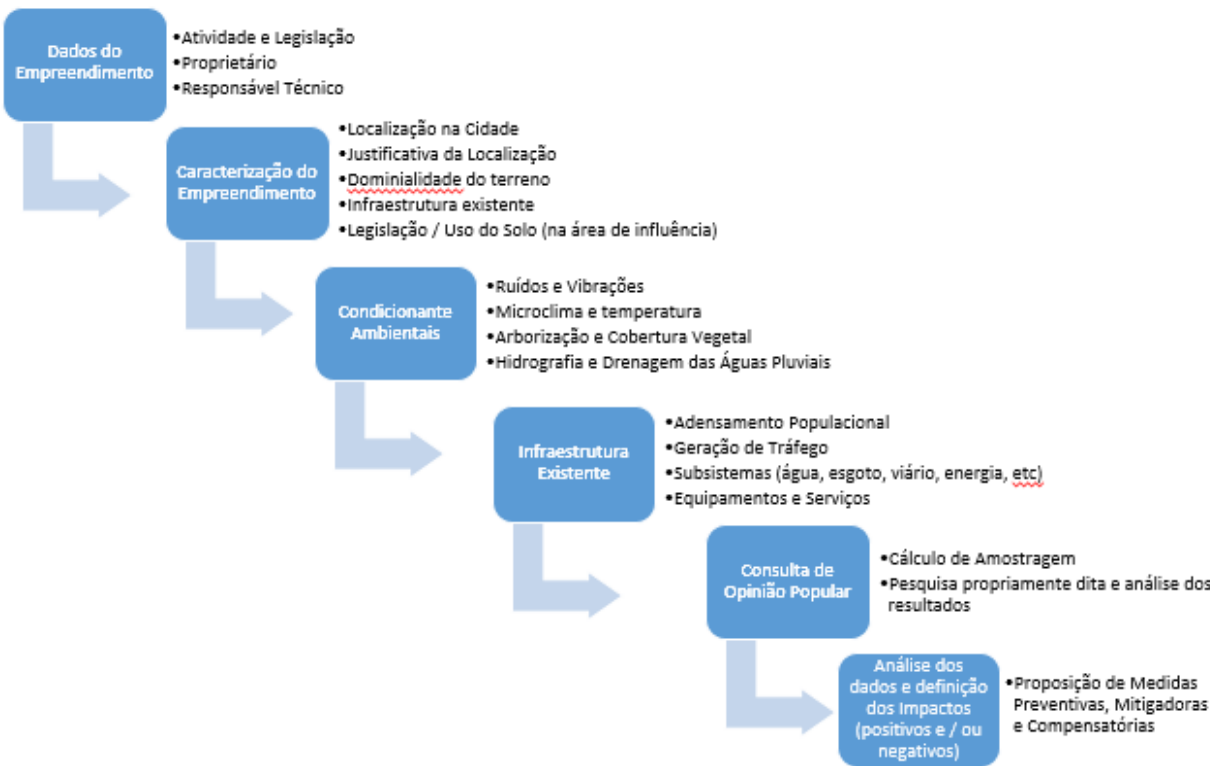 Dados do
Empreendimento
•Atividade e Legislação
•Proprietário
•Responsável Técnico
Caracterização do
Empreendimento
•Localização na Cidade
•Justificativa da Localização
•Dominialidade do terreno
•Infraestrutura existente
•Legislação / Uso do Solo (na área de influência)
Condicionante
Ambientais
•Ruídos e Vibrações
•Microclima e temperatura
•Arborização e Cobertura Vegetal
•Hidrografia e Drenagem das Águas Pluviais
Infraestrutura
Existente
•Adensamento Populacional
•Geração de Tráfego
•Subsistemas (água, esgoto, viário, energia, etc)
•Equipamentos e Serviços
Consulta de
Opinião Popular
•Cálculo de Amostragem
•Pesquisa propriamente dita e análise dos
resultados
Análise dos
dados e definição
dos Impactos
(positivos e / ou
negativos)
•Proposição de Medidas
Preventivas, Mitigadoras
e Compensatórias